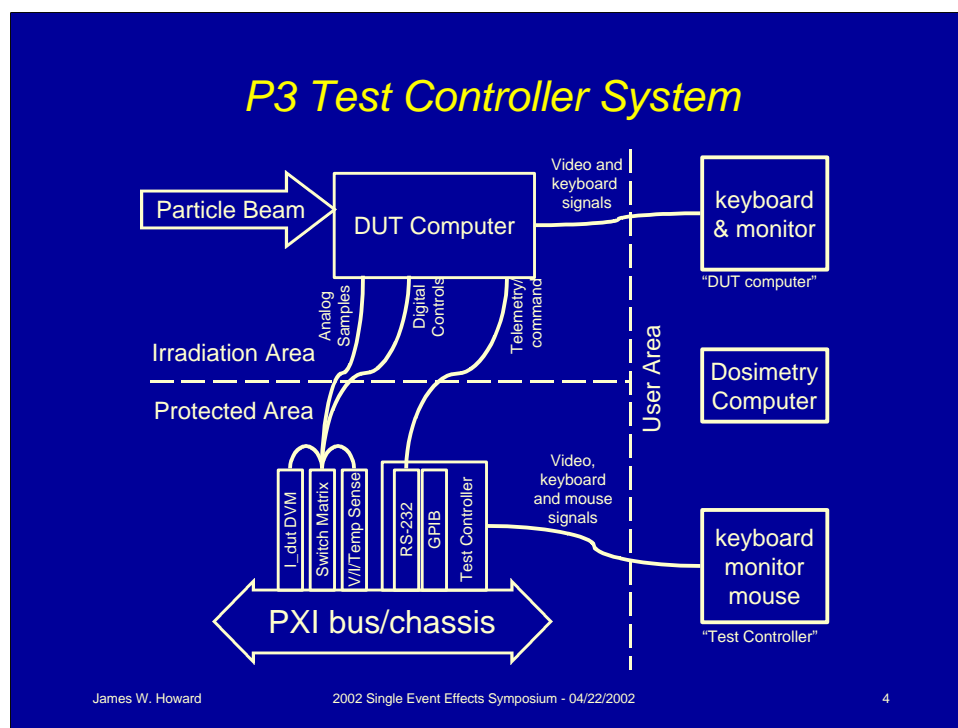 P3 Test Controller System
Particle Beam
DUT Computer
Video and
keyboard
signals
keyboard
& monitor
“DUT computer”
Analog
Samples
Digital
Controls
Telemetry/
command
Irradiation Area
Protected Area
User Area
Dosimetry
Computer
I_dut DVM
Switch Matrix
V/I/Temp Sense
RS-232
GPIB
Test Controller
Video,
keyboard
and mouse
signals
keyboard
monitor
mouse
“Test Controller”
PXI bus/chassis
James W. Howard
2002 Single Event Effects Symposium - 04/22/2002
4